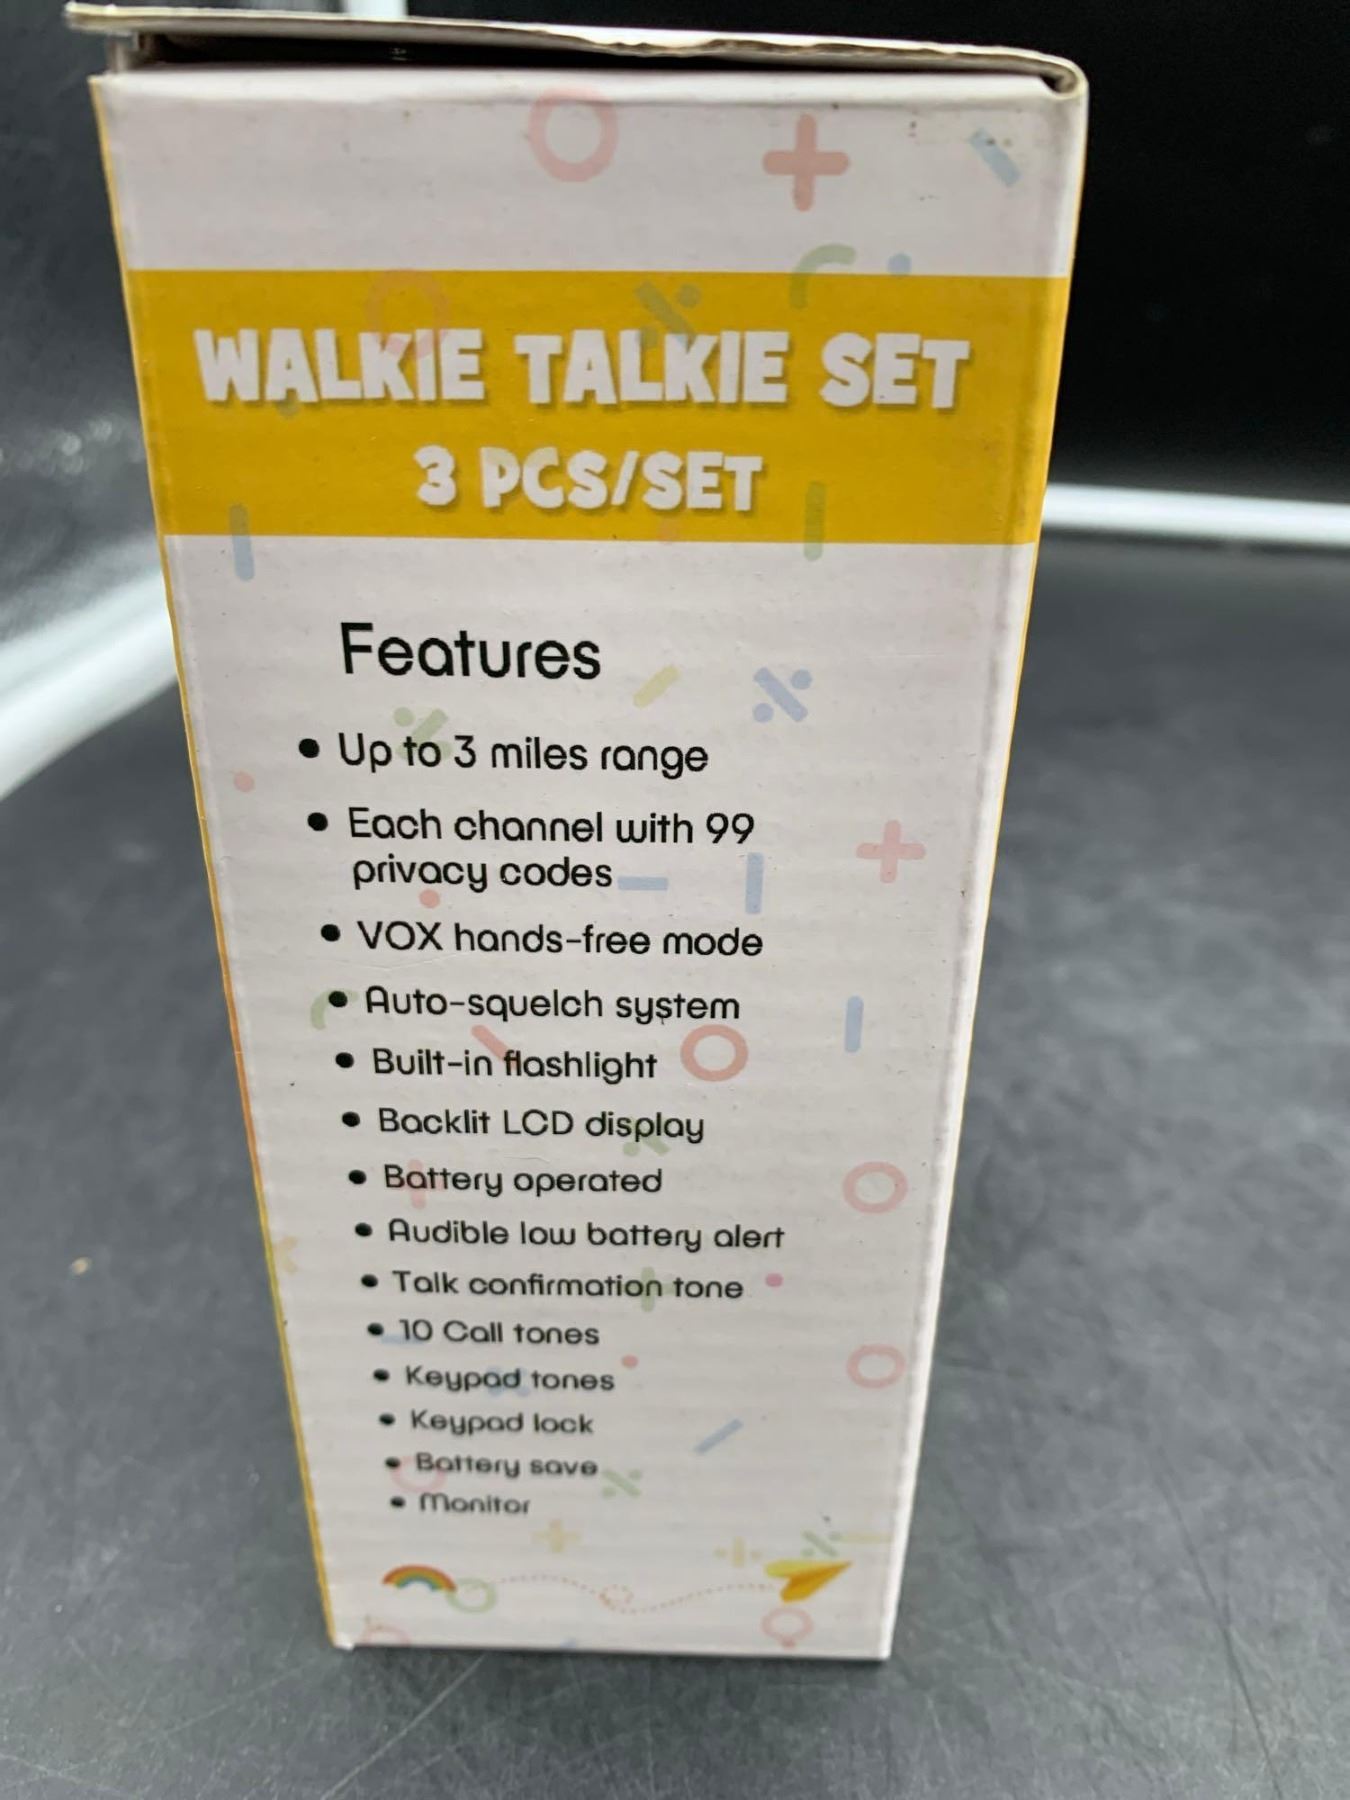 WALKIE TALKIE SET
3 PCS/SET
Features
• Up to 3 miles range
• Each channel with 99
privacy codes
• VOX hands-free mode
• Auto-squelch system
• Built-in flashlight
• Backlit LCD display
• Battery operated
• Audible low battery alert
• Talk confirmation tone
• 10 Call tones
• Keypad tones
• Keypad lock
• Battery save
• Monitor